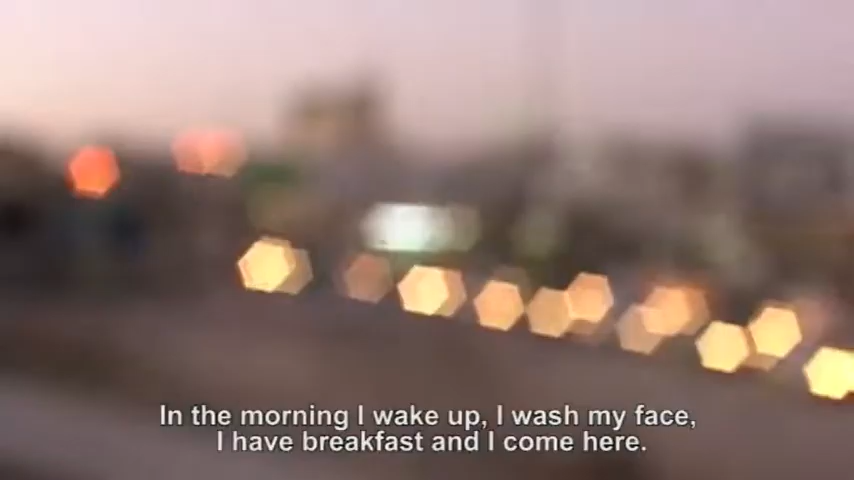 In the morning I wake up, I wash my face,
I have breakfast and I come here.